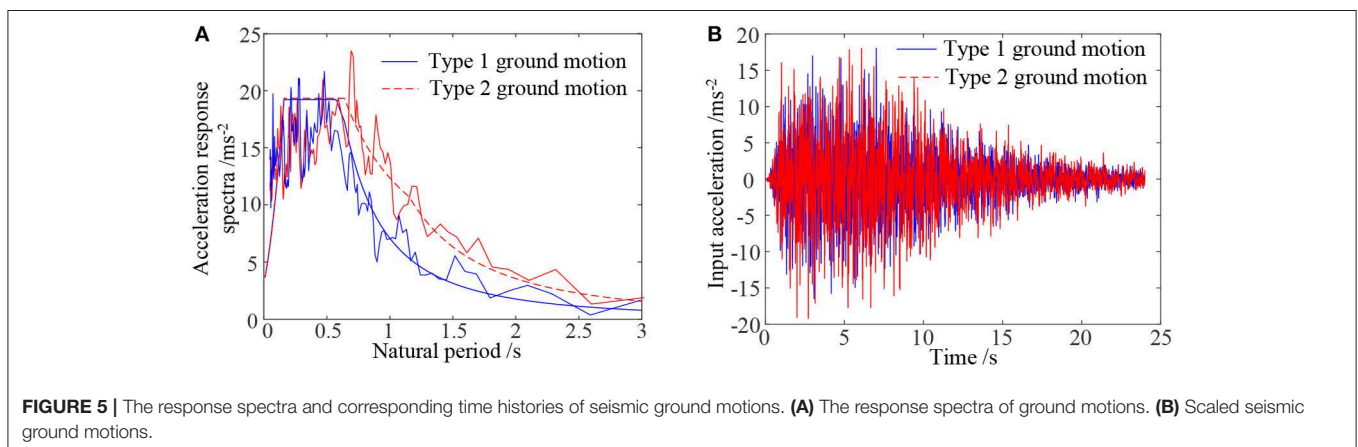 A
Acceleration response
spectra /ms-2
25
20
15
10
5
0
0
0.5
1
1.5
2
2.5
3
Natural period /s
Type 1 ground motion
Type 2 ground motion
B
Input acceleration /ms-2
20
15
10
5
0
-5
-10
-15
-20
0
5
10
15
20
25
Time /s
Type 1 ground motion
Type 2 ground motion
FIGURE 5 | The response spectra and corresponding time histories of seismic ground motions. (A) The response spectra of ground motions. (B) Scaled seismic
ground motions.